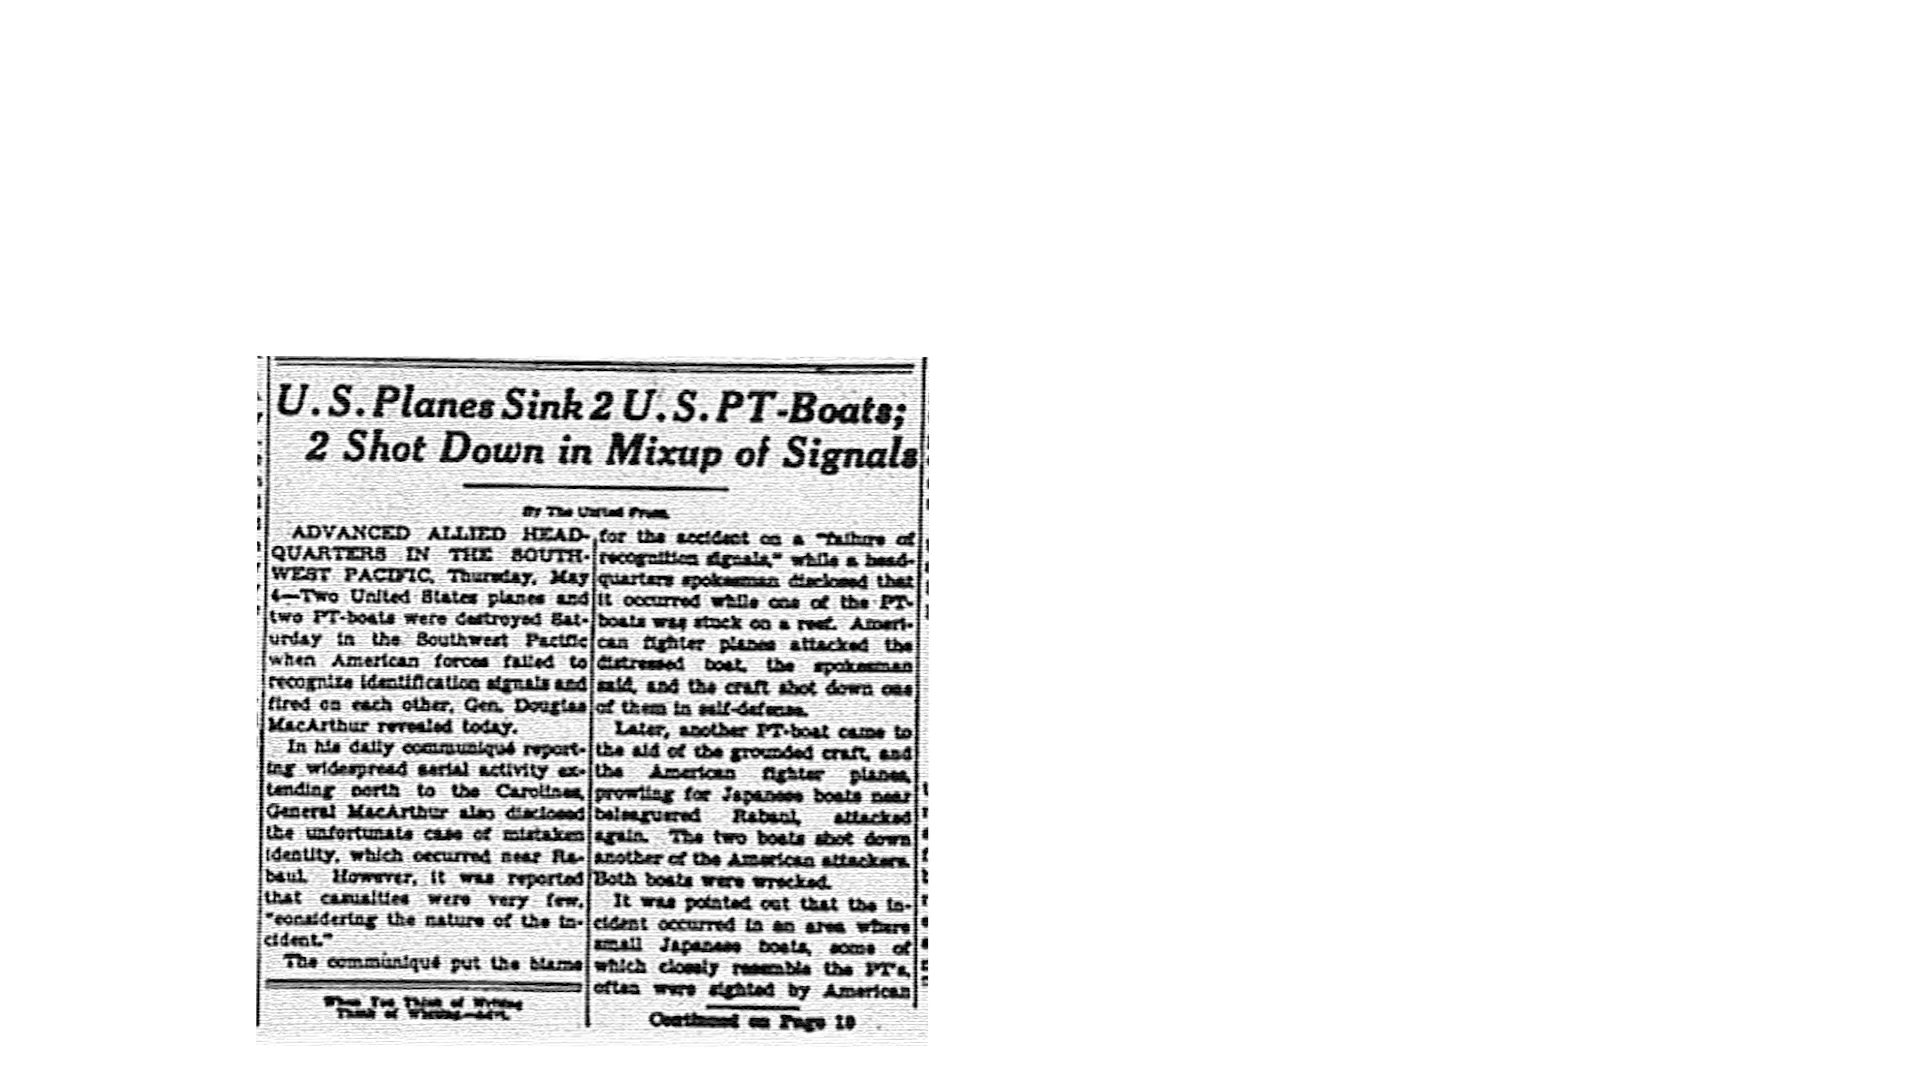 U.S. Planes Sink 2 U.S. PT-Boats;
2 Shot Down in Mixup of Signals
By The United Press.
ADVANCED ALLIED HEAD-
QUARTERS IN THE SOUTH-
WEST PACIFIC, Thursday, May
4—Two United States planes and
two PT-boats were destroyed Sat-
urday in the Southwest Pacific
when American forces failed to
recognize identification signals and
fired on each other, Gen. Douglas
MacArthur revealed today.
In his daily communiqué report-
ing widespread aerial activity ex-
tending north to the Carolines,
General MacArthur also disclosed
the unfortunate case of mistaken
identity, which occurred near Ra-
baul. However, it was reported
that casualties were very few,
"considering the nature of the in-
cident."
The communiqué put the blame
When You Think of Writing
Think of Whiting.—Advt.
for the accident on a "failure of
recognition signals," while a head-
quarters spokesman disclosed that
it occurred while one of the PT-
boats was stuck on a reef. Ameri-
can fighter planes attacked the
distressed boat, the spokesman
said, and the craft shot down one
of them in self-defense.
Later, another PT-boat came to
the aid of the grounded craft, and
the American fighter planes,
prowling for Japanese boats near
beleaguered Rabaul, attacked
again. The two boats shot down
another of the American attackers.
Both boats were wrecked.
It was pointed out that the in-
cident occurred in an area where
small Japanese boats, some of
which closely resemble the PT's,
often were sighted by American
Continued on Page 10